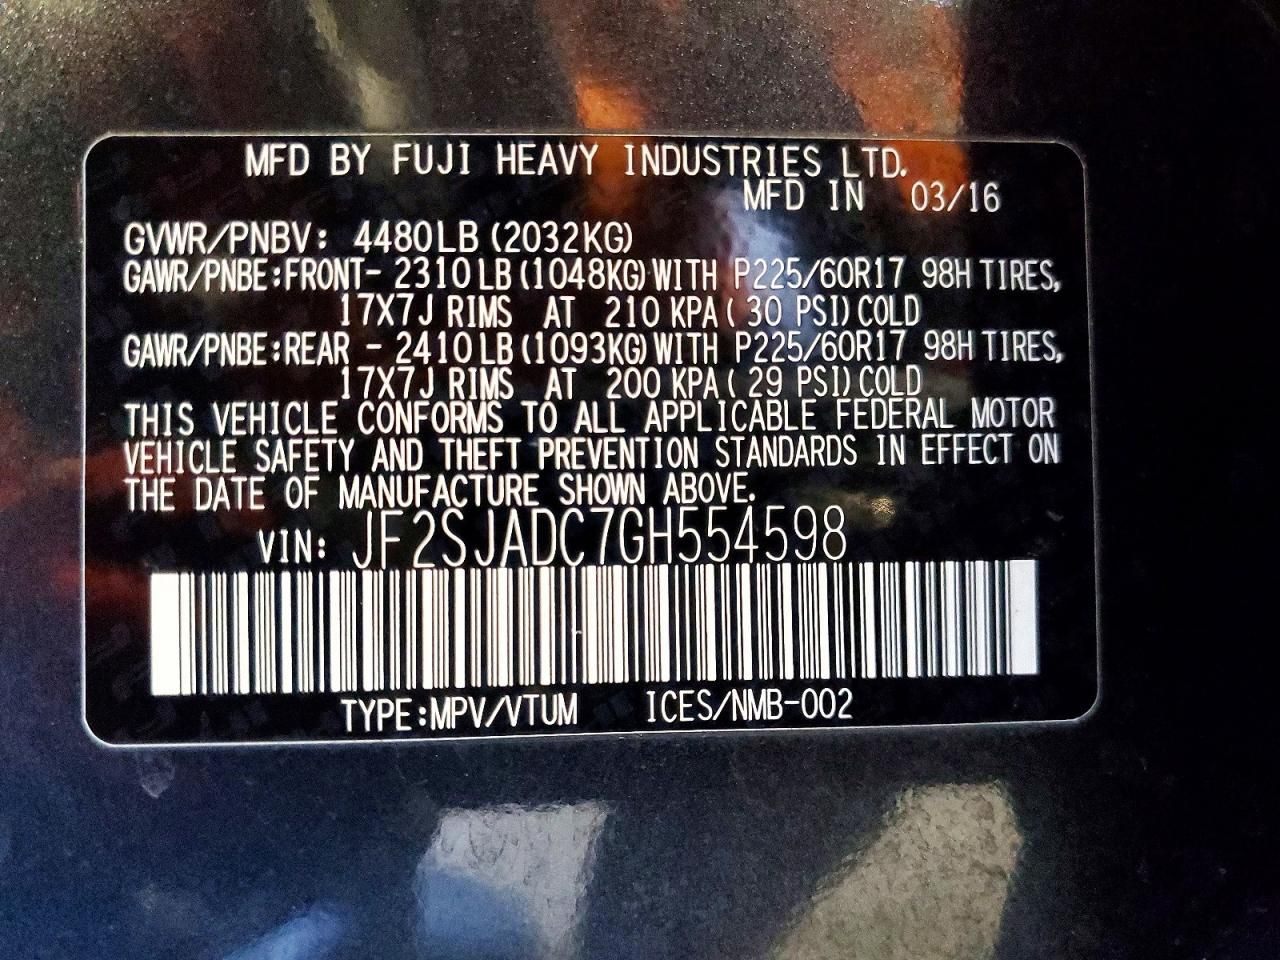 MFD BY FUJI HEAVY INDUSTRIES LTD.
MFD IN 03/16
GVWR/PNBV: 4480LB (2032KG)
GAWR/PNBE:FRONT- 2310LB (1048KG) WITH P225/60R17 98H TIRES,
17X7J RIMS AT 210 KPA( 30 PSI) COLD
GAWR/PNBE:REAR - 2410LB (1093KG) WITH P225/60R17 98H TIRES,
17X7J RIMS AT 200 KPA( 29 PSI) COLD
THIS VEHICLE CONFORMS TO ALL APPLICABLE FEDERAL MOTOR
VEHICLE SAFETY AND THEFT PREVENTION STANDARDS IN EFFECT ON
THE DATE OF MANUFACTURE SHOWN ABOVE.
VIN: JF2SJADC7GH554598
TYPE:MPV/VTUM ICES/NMB-002